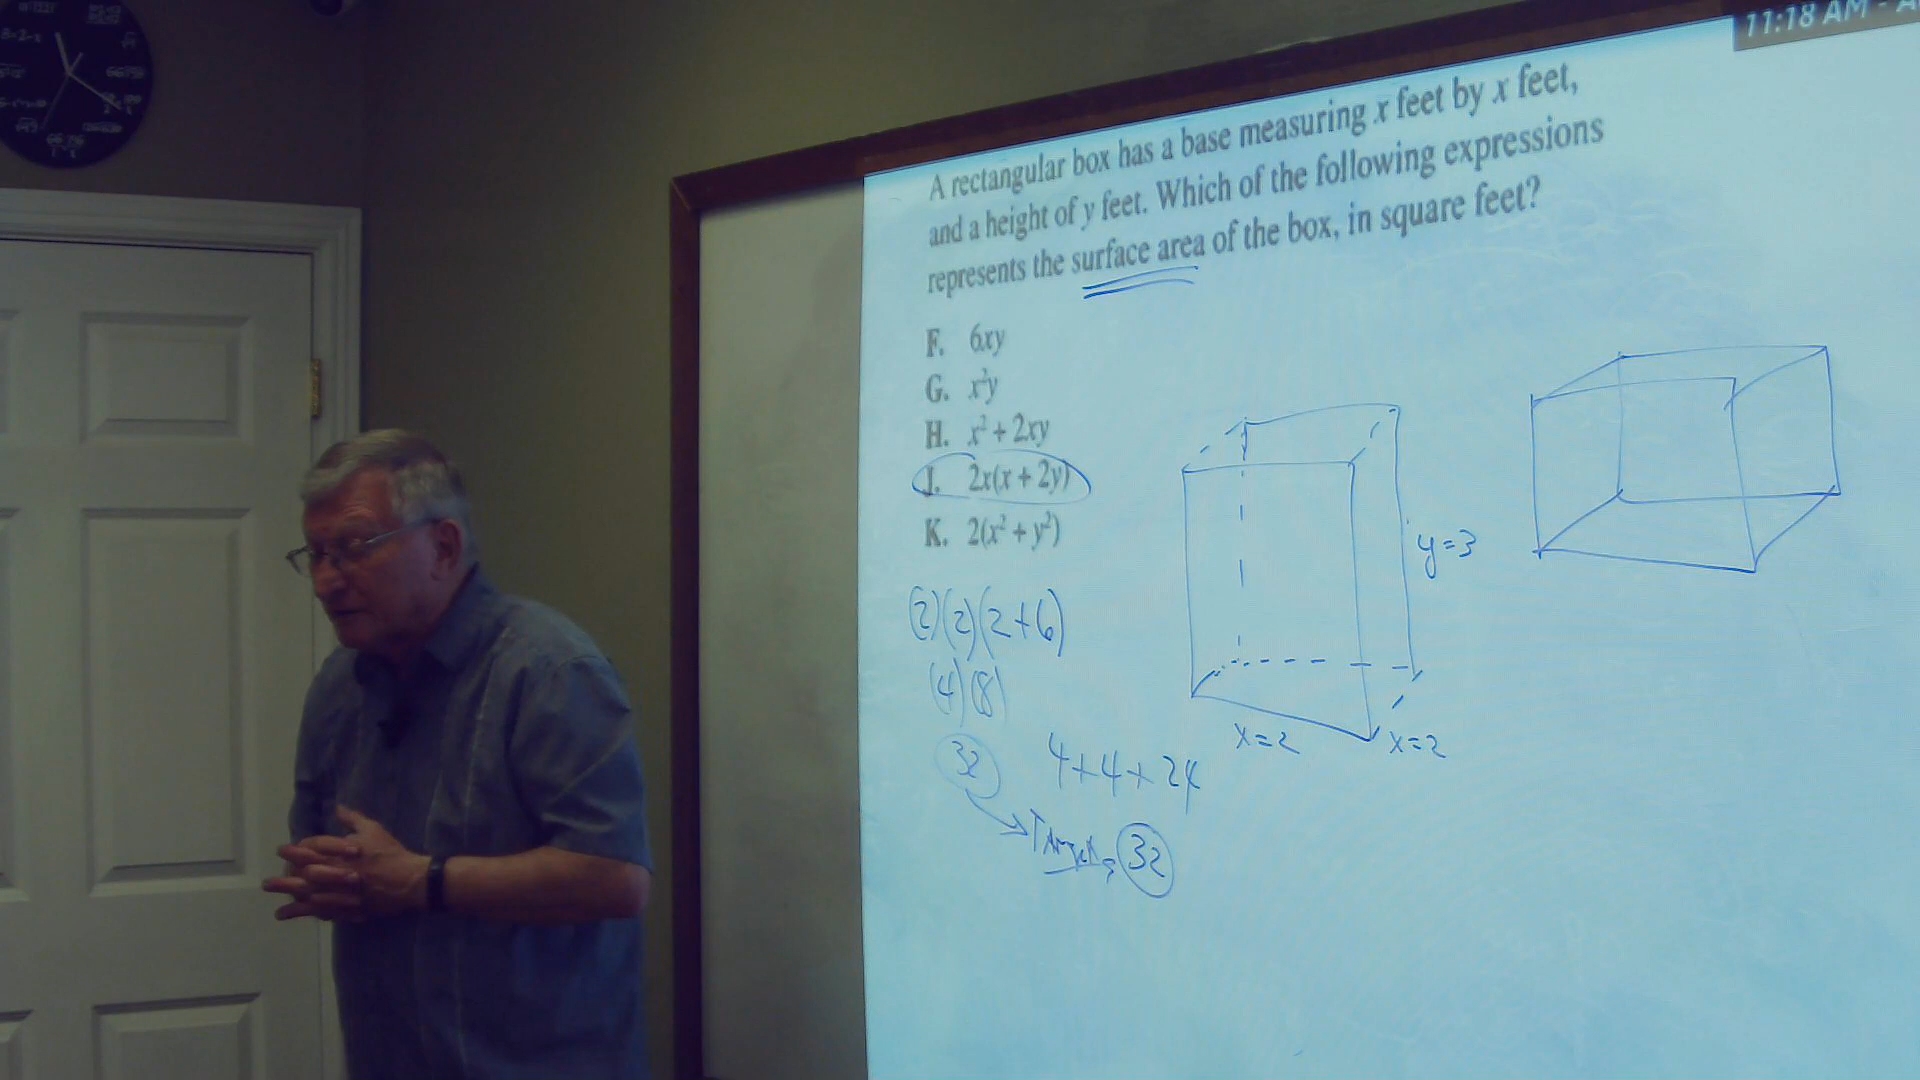 11:18 AM - A
A rectangular box has a base measuring x feet by x feet,
and a height of y feet. Which of the following expressions
represents the surface area of the box, in square feet?
F. 6xy
G. x²y
H. x² + 2xy
J. 2x(x + 2y)
K. 2(x² + y²)
(2)(2)(2+6)
(4)(8)
32
4+4+24
Target = 32
y=3
x=2
x=2